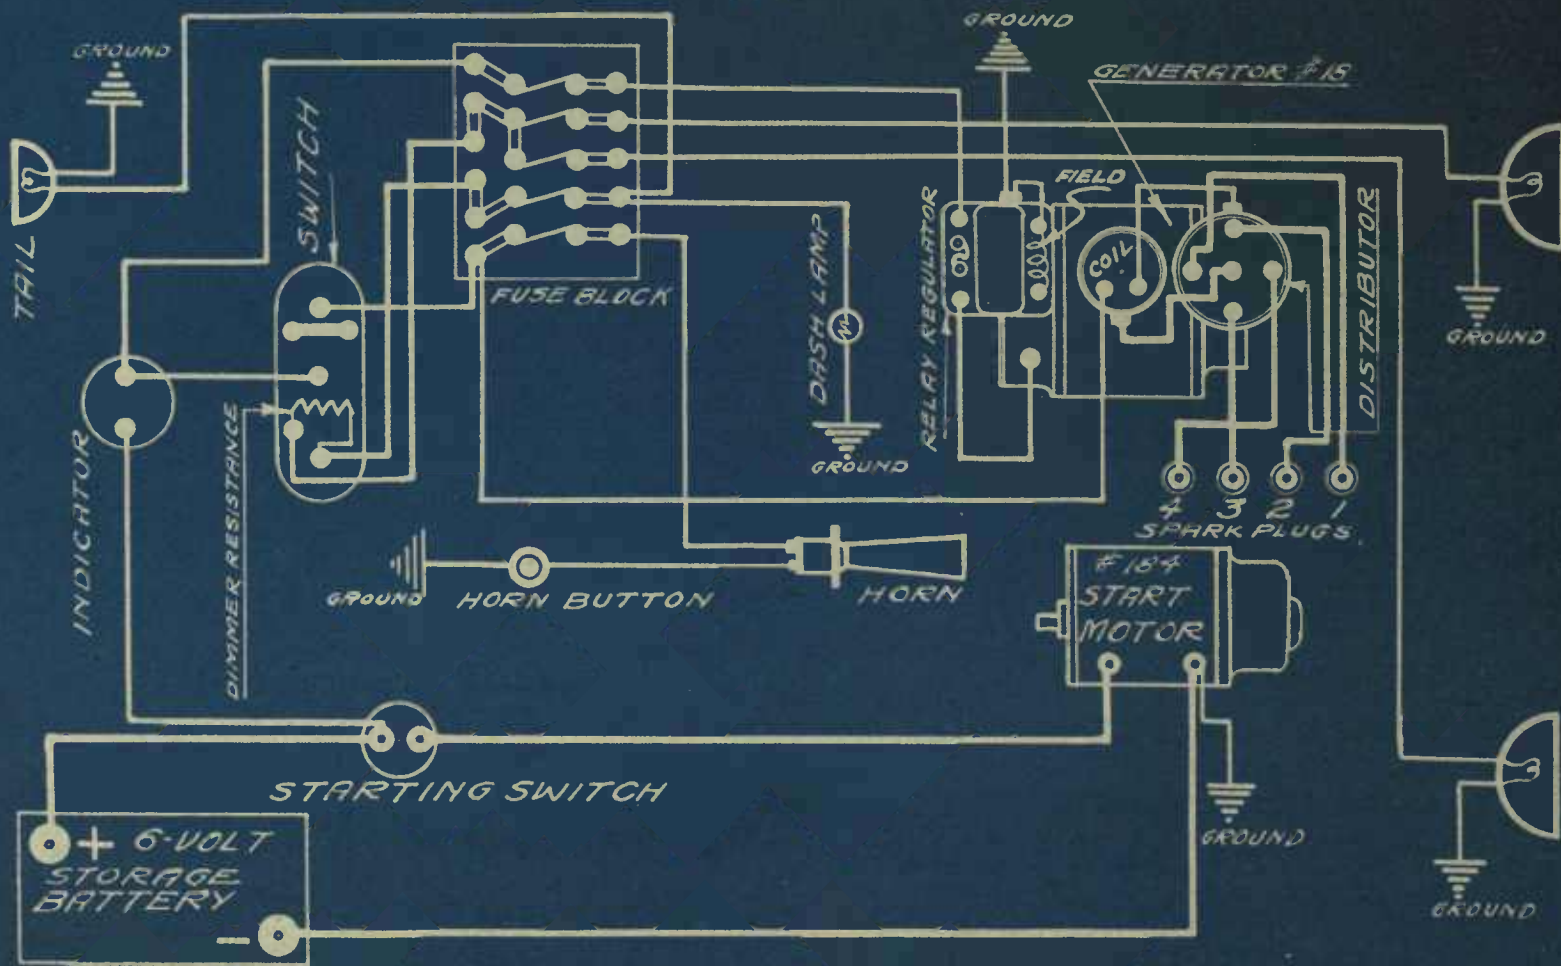 GROUND
GROUND
GENERATOR #18
SWITCH
FIELD
TAIL
COIL
FUSE BLOCK
DASH LAMP
RELAY REGULATOR
DISTRIBUTOR
GROUND
GROUND
INDICATOR
DIMMER RESISTANCE
4 3 2 1
SPARK PLUGS.
GROUND
HORN BUTTON
HORN
#184
START
MOTOR
STARTING SWITCH
+ 6-VOLT
STORAGE
BATTERY
-
GROUND
GROUND